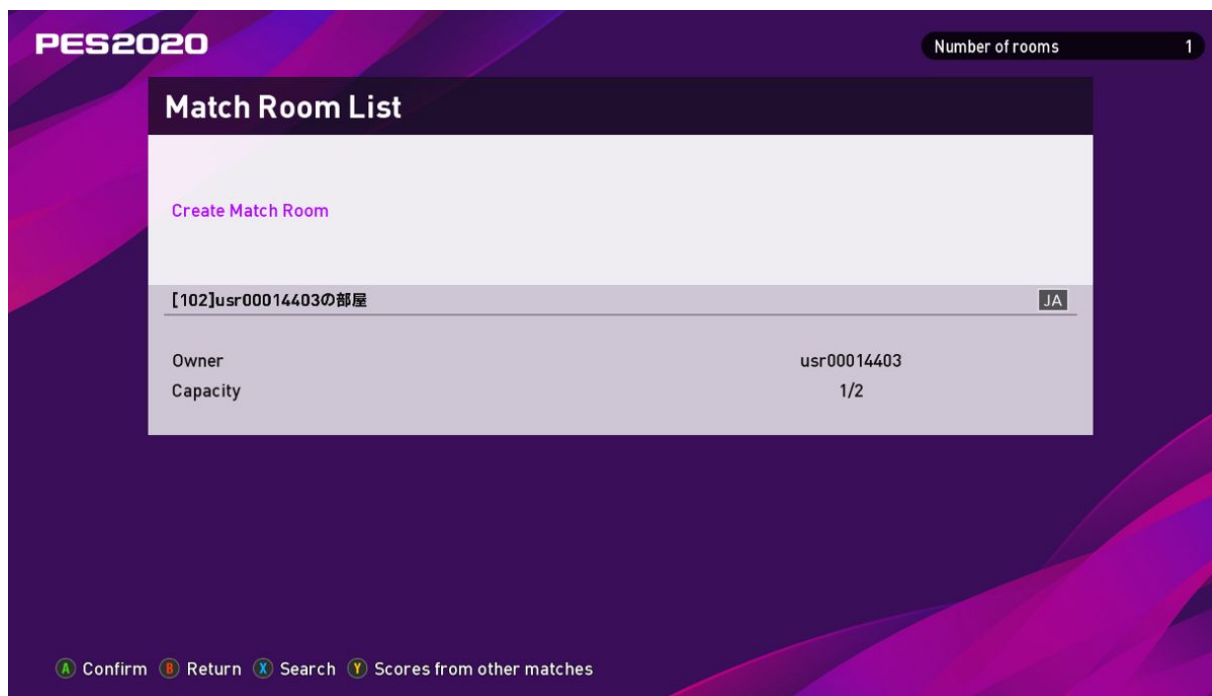 PES2020
Number of rooms 1
Match Room List
Create Match Room
[102]usr00014403の部屋 JA
Owner usr00014403
Capacity 1/2
A Confirm B Return X Search Y Scores from other matches